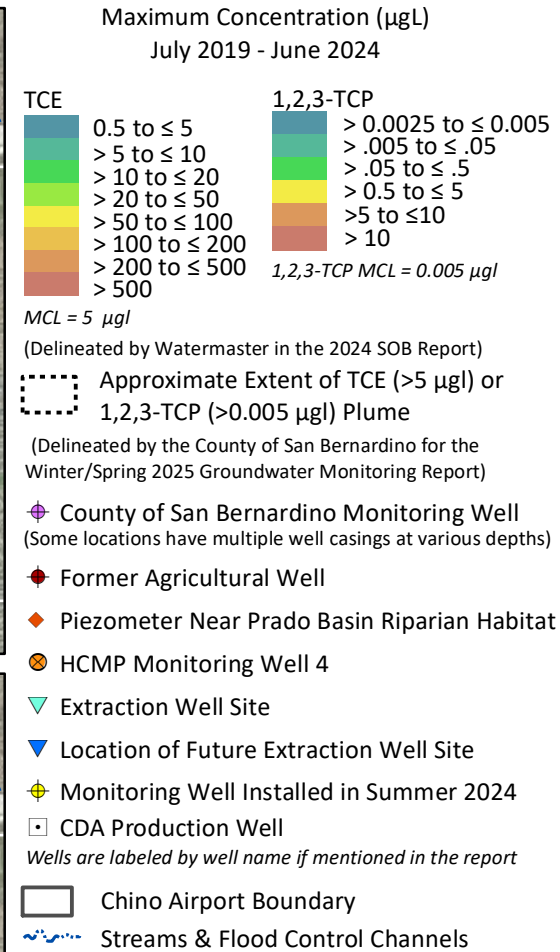 Maximum Concentration (µgL)
July 2019 - June 2024
TCE
0.5 to ≤ 5
> 5 to ≤ 10
> 10 to ≤ 20
> 20 to ≤ 50
> 50 to ≤ 100
> 100 to ≤ 200
> 200 to ≤ 500
> 500
MCL = 5 µgl
1,2,3-TCP
> 0.0025 to ≤ 0.005
> .005 to ≤ .05
> .05 to ≤ .5
> 0.5 to ≤ 5
>5 to ≤10
> 10
1,2,3-TCP MCL = 0.005 µgl
(Delineated by Watermaster in the 2024 SOB Report)
Approximate Extent of TCE (>5 µgl) or
1,2,3-TCP (>0.005 µgl) Plume
(Delineated by the County of San Bernardino for the
Winter/Spring 2025 Groundwater Monitoring Report)
County of San Bernardino Monitoring Well
(Some locations have multiple well casings at various depths)
Former Agricultural Well
Piezometer Near Prado Basin Riparian Habitat
HCMP Monitoring Well 4
Extraction Well Site
Location of Future Extraction Well Site
Monitoring Well Installed in Summer 2024
CDA Production Well
Wells are labeled by well name if mentioned in the report
Chino Airport Boundary
Streams & Flood Control Channels